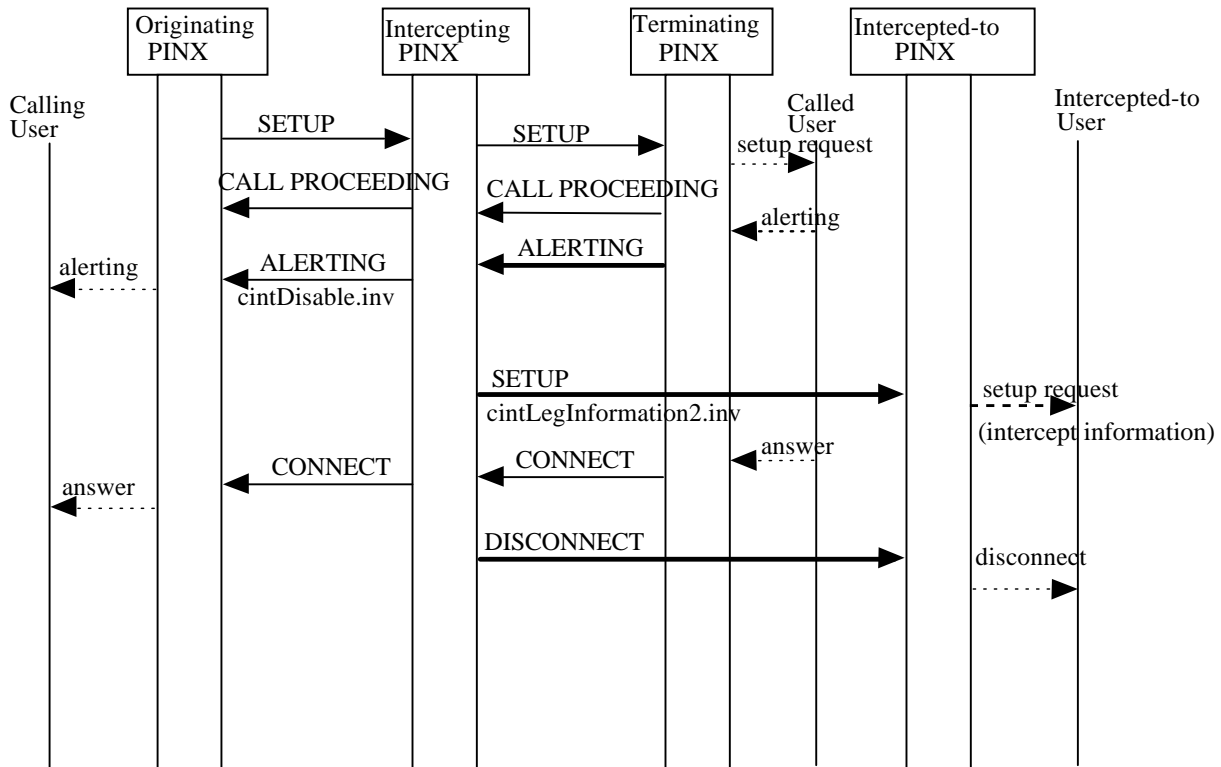 Originating
PINX
Intercepting
PINX
Terminating
PINX
Intercepted-to
PINX
Calling
User
Called
User
Intercepted-to
User
SETUP
SETUP
setup request
CALL PROCEEDING
CALL PROCEEDING
alerting
ALERTING
ALERTING
alerting
cintDisable.inv
SETUP
setup request
cintLegInformation2.inv
(intercept information)
answer
CONNECT
CONNECT
answer
DISCONNECT
disconnect